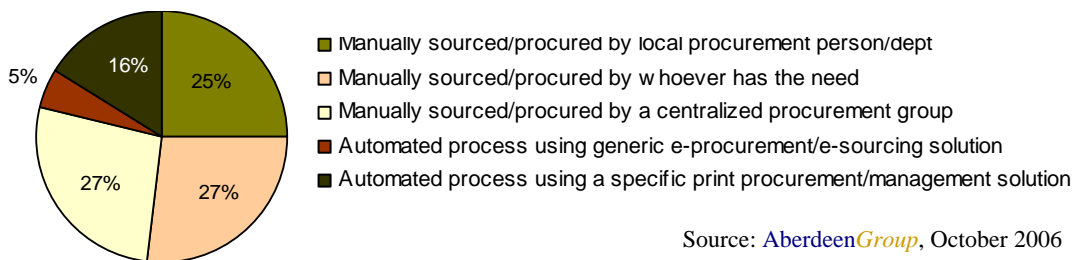 Manually sourced/procured by local procurement person/dept
16%
5%
25%
Manually sourced/procured by whoever has the need
Manually sourced/procured by a centralized procurement group
Automated process using generic e-procurement/e-sourcing solution
27%
27%
Automated process using a specific print procurement/management solution
Source: AberdeenGroup, October 2006